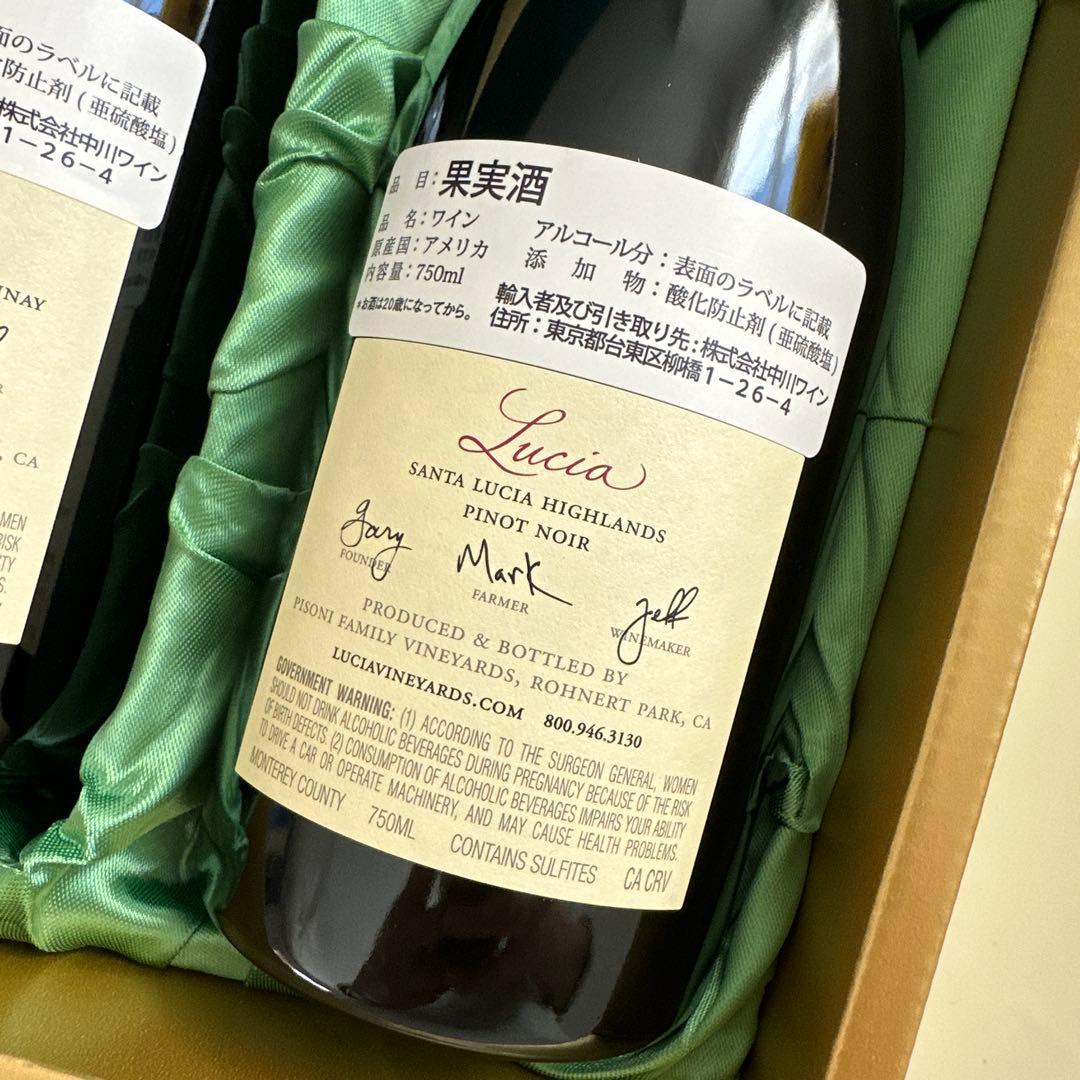 面のラベルに記載
防止剤(亜硫酸塩)
株式会社中川ワイン
1-26-4
NAY
, CA
MEN
RISK
ITY
S.
品目:果実酒
品名:ワイン
原産国:アメリカ
内容量:750ml
*お酒は20歳になってから。
アルコール分:表面のラベルに記載
添加物:酸化防止剤(亜硫酸塩)
輸入者及び引き取り先:株式会社中川ワイン
住所:東京都台東区柳橋1-26-4
Lucia
SANTA LUCIA HIGHLANDS
PINOT NOIR
Gary Mark Jeff
FOUNDER FARMER WINEMAKER
PRODUCED & BOTTLED BY
PISONI FAMILY VINEYARDS, ROHNERT PARK, CA
LUCIAVINEYARDS.COM 800.946.3130
GOVERNMENT WARNING: (1) ACCORDING TO THE SURGEON GENERAL, WOMEN
SHOULD NOT DRINK ALCOHOLIC BEVERAGES DURING PREGNANCY BECAUSE OF THE RISK
OF BIRTH DEFECTS. (2) CONSUMPTION OF ALCOHOLIC BEVERAGES IMPAIRS YOUR ABILITY
TO DRIVE A CAR OR OPERATE MACHINERY, AND MAY CAUSE HEALTH PROBLEMS.
MONTEREY COUNTY 750ML CONTAINS SULFITES CA CRV